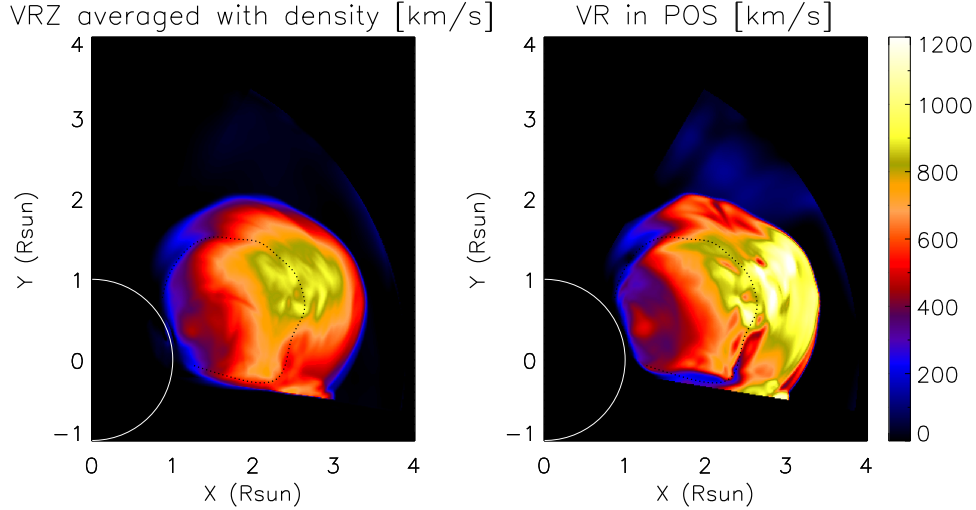 VRZ averaged with density [km/s]
VR in POS [km/s]
4
3
2
1
0
−1
Y (Rsun)
0 1 2 3 4
X (Rsun)
4
3
2
1
0
−1
Y (Rsun)
0 1 2 3 4
X (Rsun)
1200
1000
800
600
400
200
0